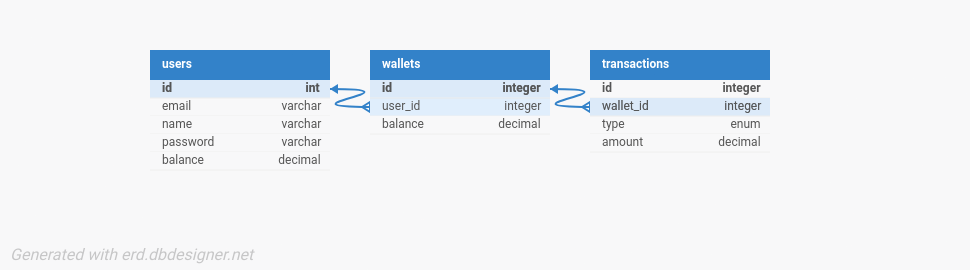 users
id int
email varchar
name varchar
password varchar
balance decimal
wallets
id integer
user_id integer
balance decimal
transactions
id integer
wallet_id integer
type enum
amount decimal
Generated with erd.dbdesigner.net